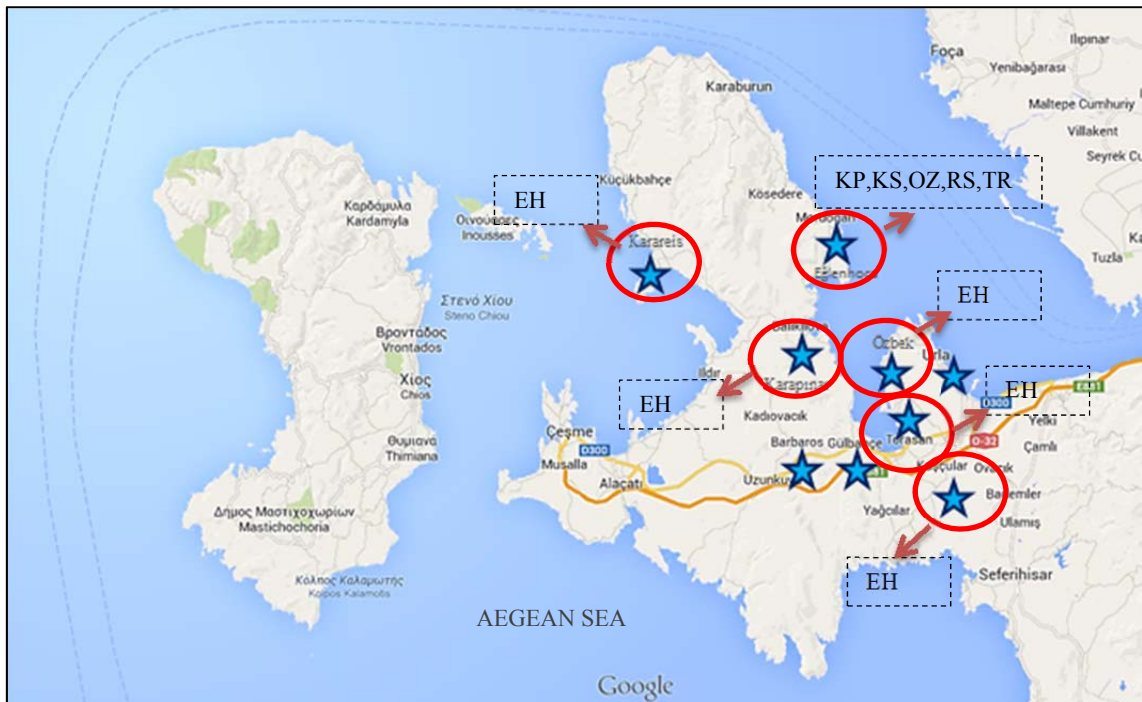 Foça
Ilıpınar
Yenibağarası
Karaburun
Maltepe Cumhuriy
Villakent
Seyrek Cu
Küçükbahçe
KP,KS,OZ,RS,TR
Kösedere
EH
Καρδάμυλα
Kardamyla
Οινούσσες
Inousses
Karareis
Tuzla
Στενό Χίου
Steno Chiou
EH
Βροντάδος
Vrontados
Özbek
Urla
Ildır
Karapınar
Χίος
Chios
EH
EH
E881
D300
Yelki
Kadıovacık
Çeşme
D300
Barbaros
Gülbahçe
Torasan
O-32
Çamlı
Θυμιανά
Thimiana
Musalla
Alaçatı
Uzunkuyu
Ovacık
Δήμος Μαστιχοχωρίων
Mastichochoria
Yağcılar
Ulamış
EH
Seferihisar
Κόλπος Καλαμωτής
Kolpos Kalamotis
AEGEAN SEA
Google